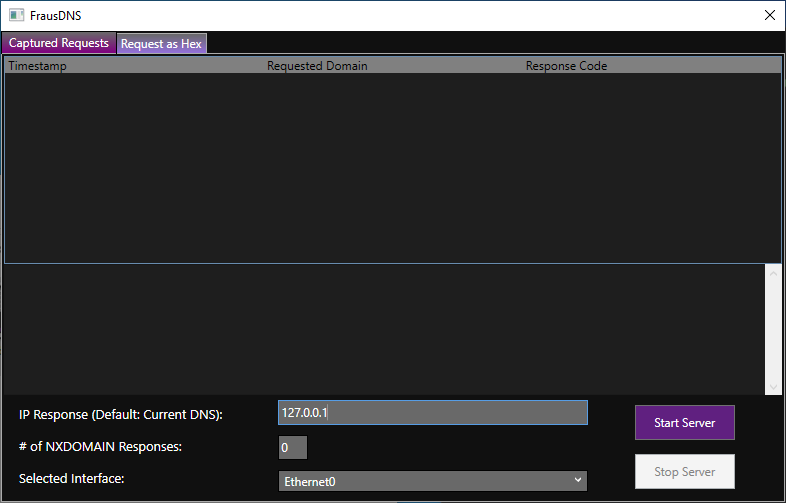 FrausDNS
Captured Requests Request as Hex
Timestamp Requested Domain Response Code
IP Response (Default: Current DNS): 127.0.0.1
Start Server
# of NXDOMAIN Responses: 0
Selected Interface: Ethernet0
Stop Server